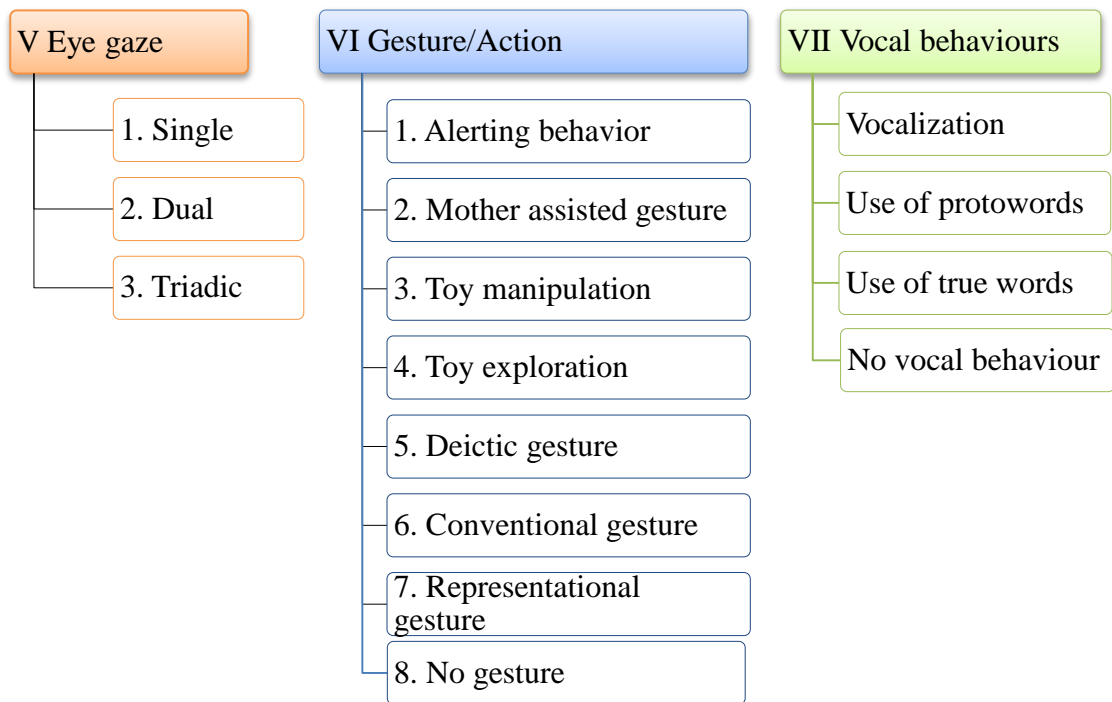 V Eye gaze
1. Single
2. Dual
3. Triadic
VI Gesture/Action
1. Alerting behavior
2. Mother assisted gesture
3. Toy manipulation
4. Toy exploration
5. Deictic gesture
6. Conventional gesture
7. Representational
gesture
8. No gesture
VII Vocal behaviours
Vocalization
Use of protowords
Use of true words
No vocal behaviour